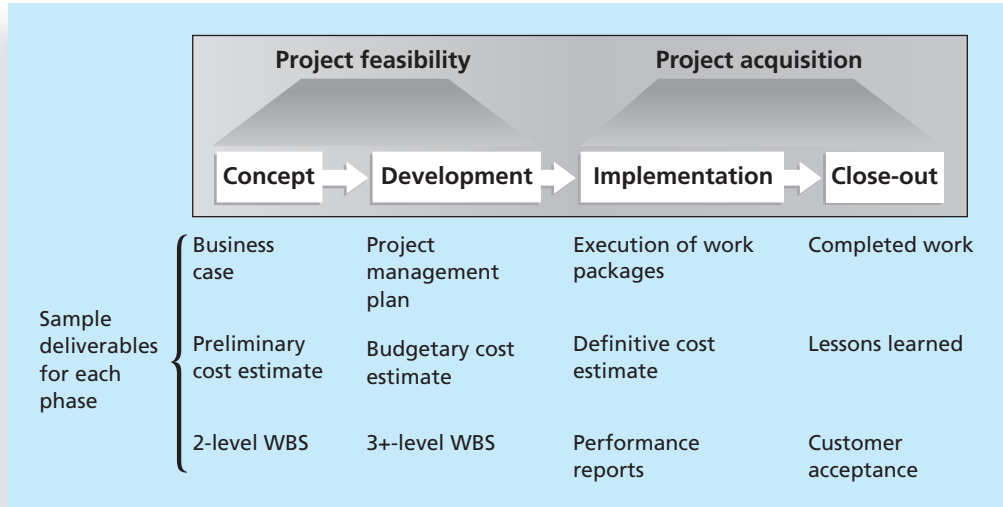 Project feasibility
Project acquisition
Concept
Development
Implementation
Close-out
Sample
deliverables
for each
phase
Business
case
Project
management
plan
Execution of work
packages
Completed work
Preliminary
cost estimate
Budgetary cost
estimate
Definitive cost
estimate
Lessons learned
2-level WBS
3+-level WBS
Performance
reports
Customer
acceptance